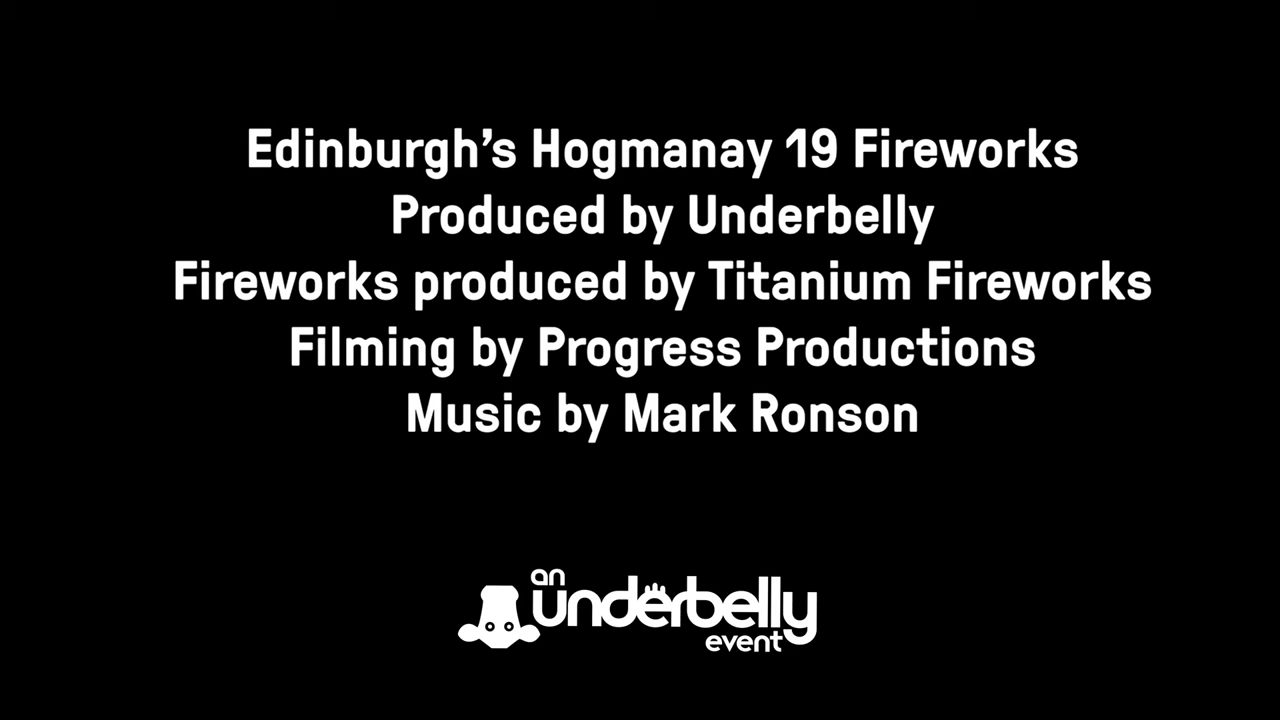 Edinburgh’s Hogmanay 19 Fireworks
Produced by Underbelly
Fireworks produced by Titanium Fireworks
Filming by Progress Productions
Music by Mark Ronson
an
underbelly
event